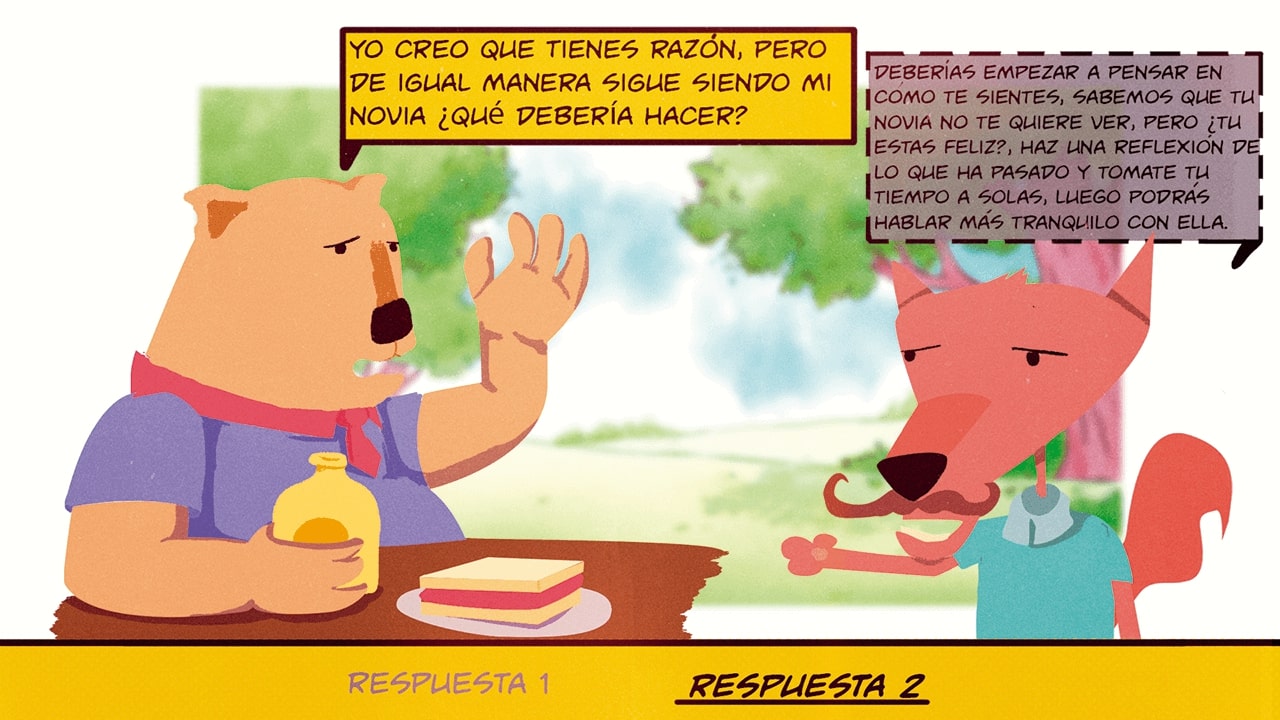 YO CREO QUE TIENES RAZÓN, PERO
DE IGUAL MANERA SIGUE SIENDO MI
NOVIA ¿QUé DEBERÍA HACER?
DEBERÍAS EMPEZAR A PENSAR EN
CÓMO TE SIENTES, SABEMOS QUE TU
NOVIA NO TE QUIERE VER, PERO ¿TU
ESTAS FELIZ?, HAZ UNA REFLEXIÓN DE
LO QUE HA PASADO Y TOMATE TU
TIEMPO A SOLAS, LUEGO PODRÁS
HABLAR MÁS TRANQUILO CON ELLA.
RESPUESTA 1
RESPUESTA 2